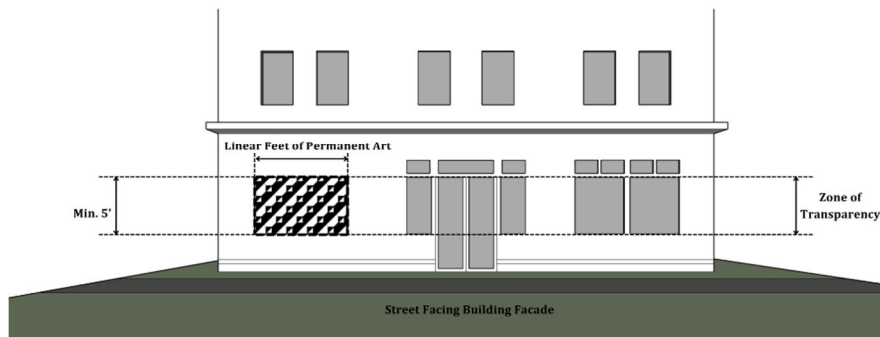 Linear Feet of Permanent Art
Min. 5'
Zone of
Transparency
Street Facing Building Facade